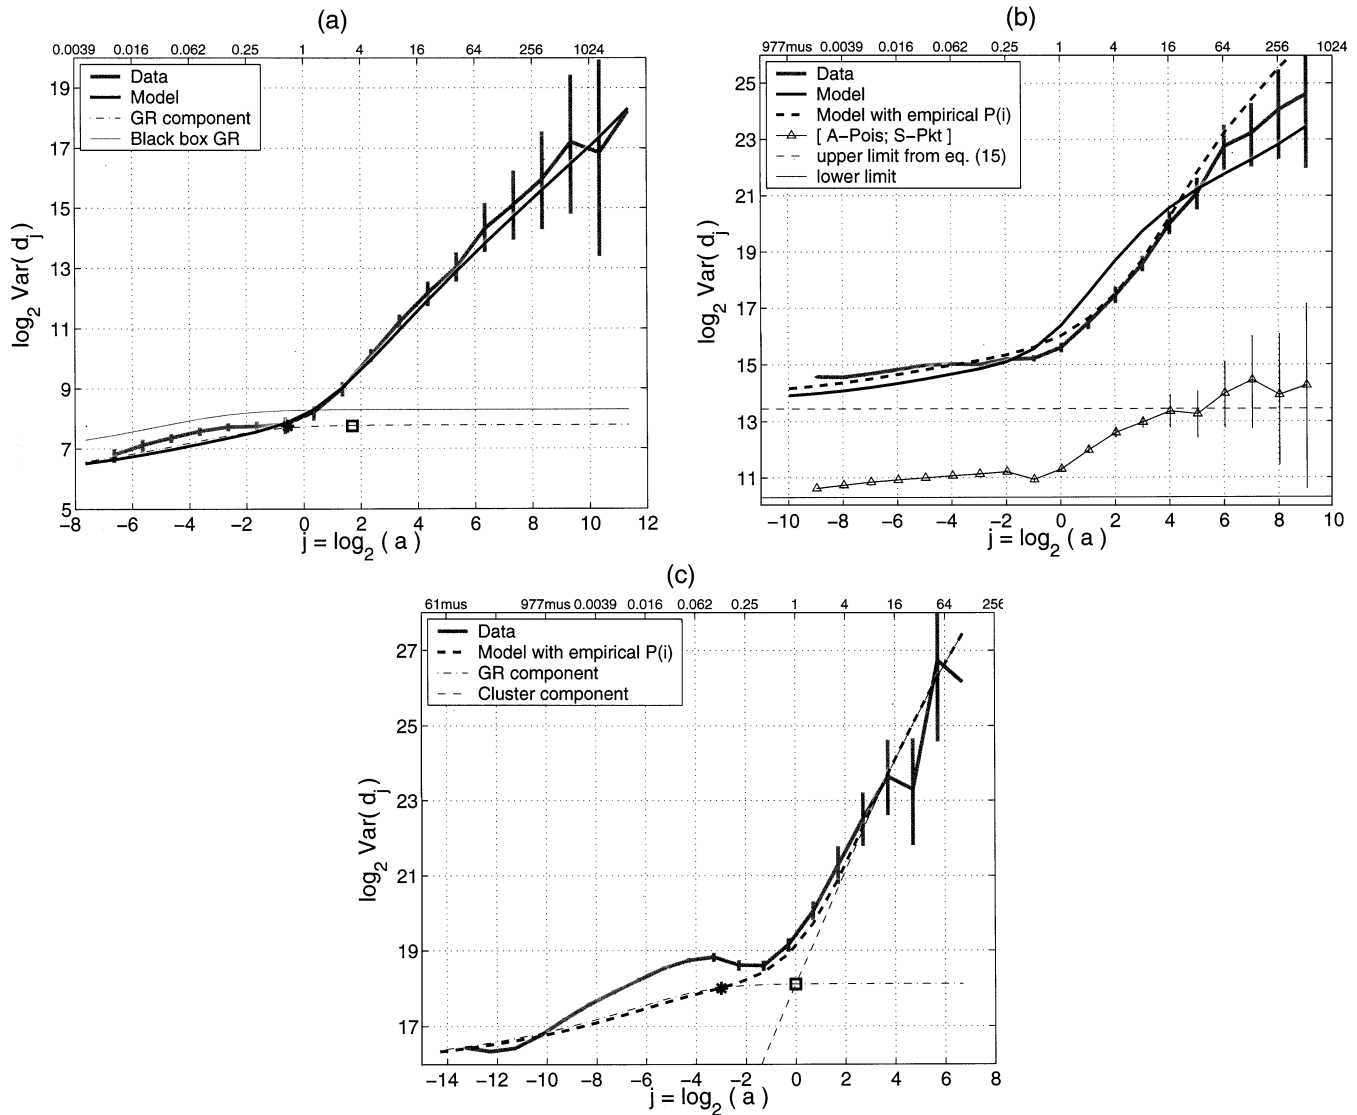 (a)
0.0039 0.016 0.062 0.25 1 4 16 64 256 1024
19
17
15
13
11
9
7
5
log2 Var( dj )
Data
Model
GR component
Black box GR
−8 −6 −4 −2 0 2 4 6 8 10 12
j = log2 ( a )
(b)
977mus 0.0039 0.016 0.062 0.25 1 4 16 64 256 1024
25
23
21
19
17
15
13
11
log2 Var( dj )
Data
Model
Model with empirical P(i)
[ A−Pois; S−Pkt ]
upper limit from eq. (15)
lower limit
−10 −8 −6 −4 −2 0 2 4 6 8 10
j = log2 ( a )
(c)
61mus 977mus 0.0039 0.016 0.062 0.25 1 4 16 64 256
27
25
23
21
19
17
log2 Var( dj )
Data
Model with empirical P(i)
GR component
Cluster component
−14 −12 −10 −8 −6 −4 −2 0 2 4 6 8
j = log2 ( a )